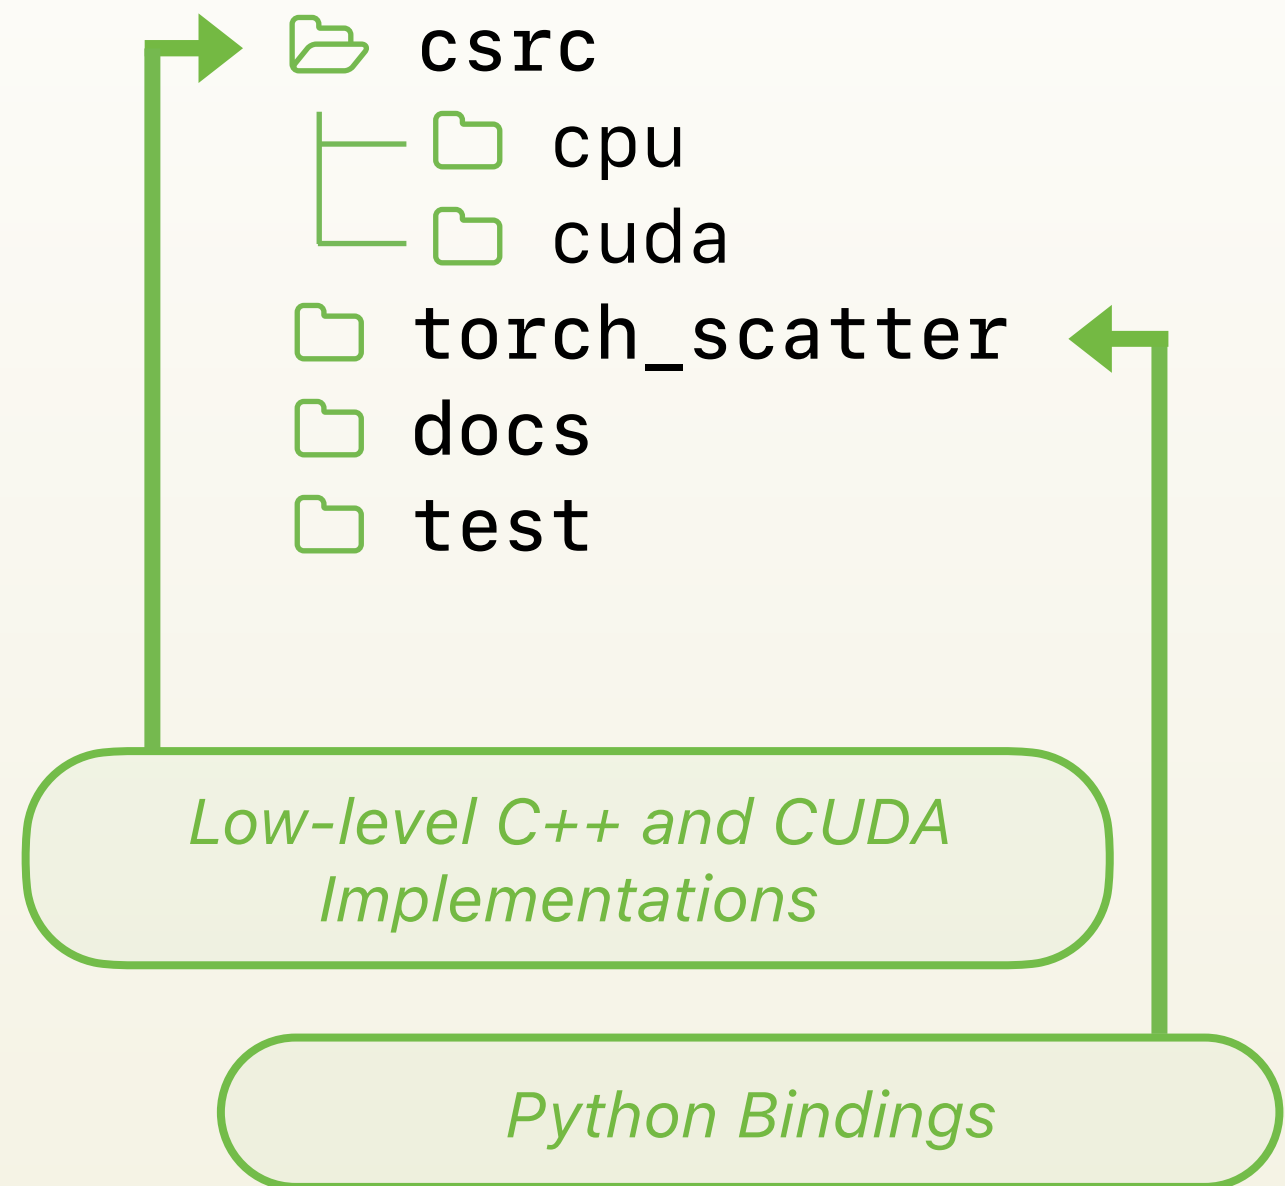 csrc
cpu
cuda
torch_scatter
docs
test
Low-level C++ and CUDA
Implementations
Python Bindings